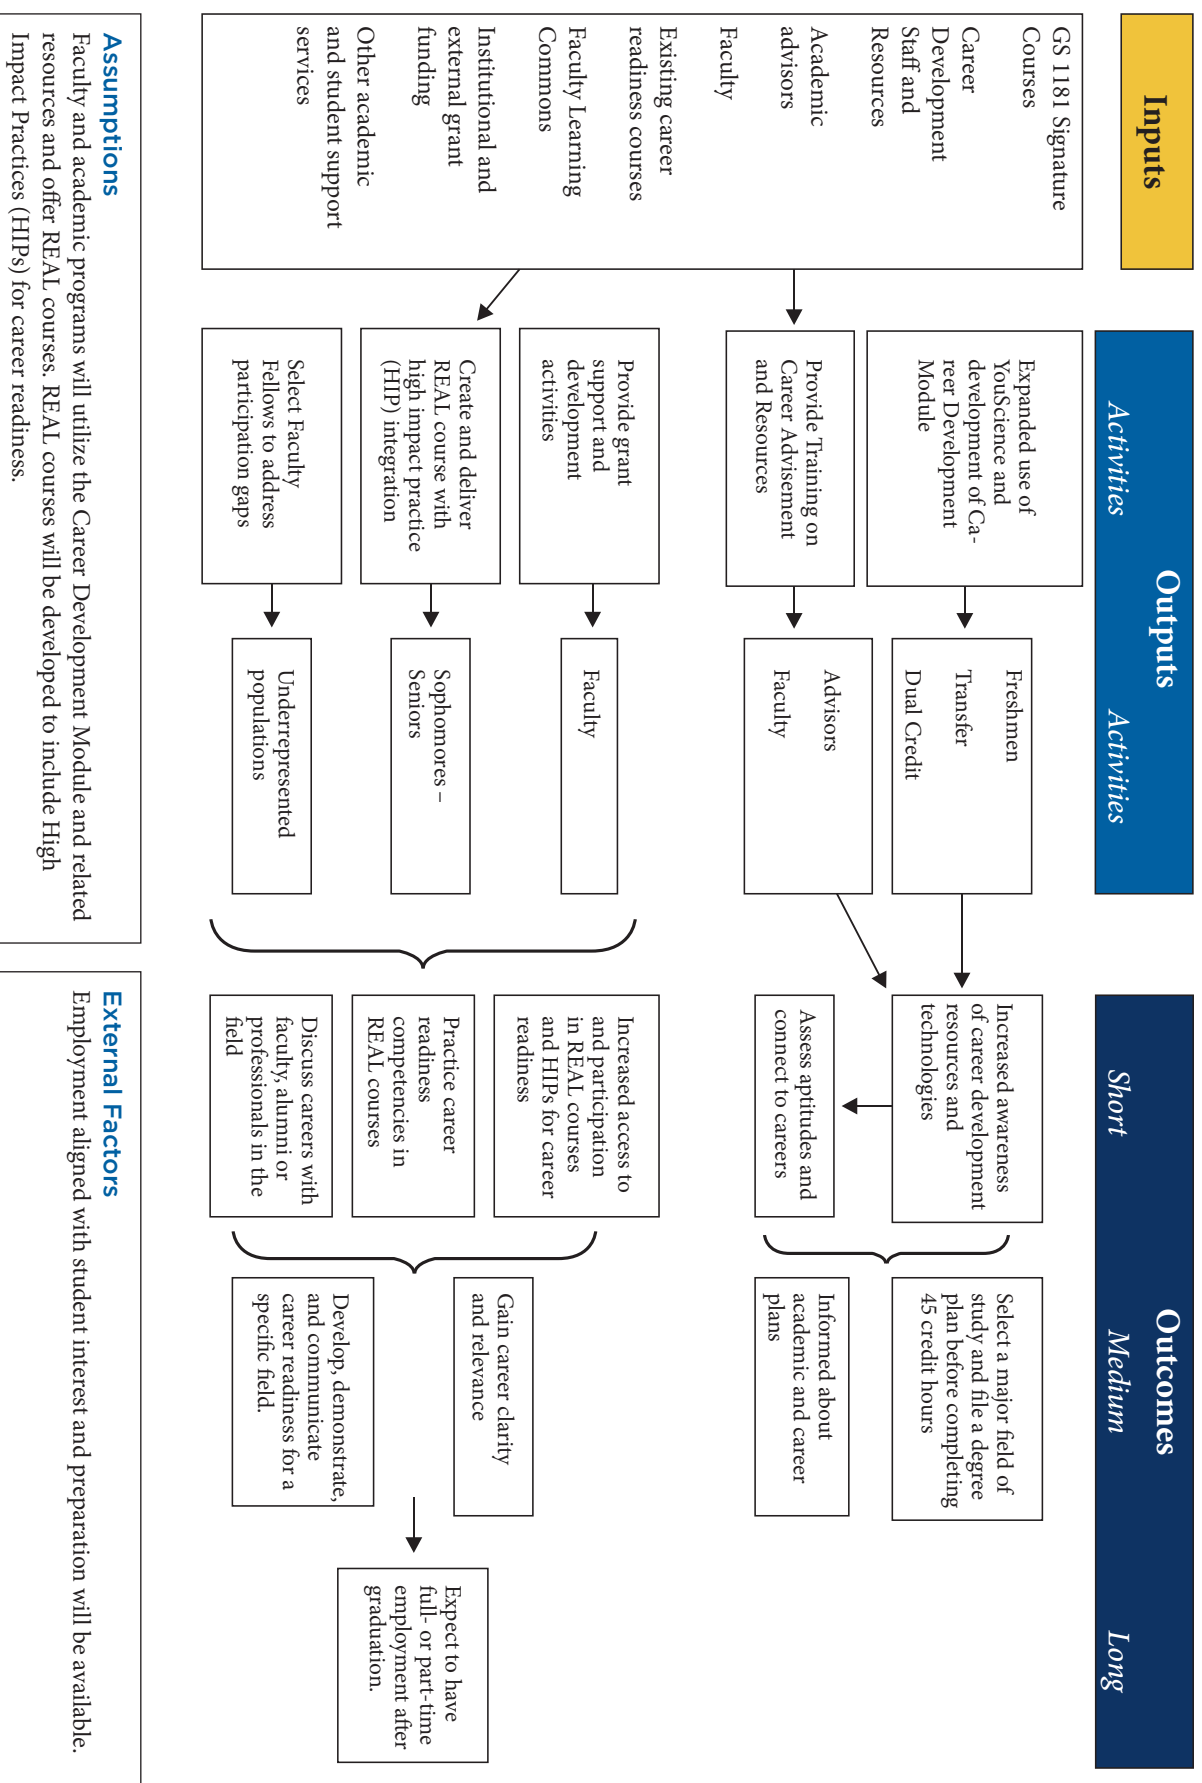 Inputs
Outputs
Activities
Activities
Outcomes
Short
Medium
Long
GS 1181 Signature
Courses
Career
Development
Staff and
Resources
Academic
advisors
Faculty
Existing career
readiness courses
Faculty Learning
Commons
Institutional and
external grant
funding
Other academic
and student support
services
Expanded use of
YouScience and
development of Ca-
reer Development
Module
Provide Training on
Career Advisement
and Resources
Provide grant
support and
development
activities
Create and deliver
REAL course with
high impact practice
(HIP) integration
Select Faculty
Fellows to address
participation gaps
Freshmen
Transfer
Dual Credit
Advisors
Faculty
Faculty
Sophomores –
Seniors
Underrepresented
populations
Increased awareness
of career development
resources and
technologies
Assess aptitudes and
connect to careers
Increased access to
and participation
in REAL courses
and HIPs for career
readiness
Practice career
readiness
competencies in
REAL courses
Discuss careers with
faculty, alumni or
professionals in the
field
Select a major field of
study and file a degree
plan before completing
45 credit hours
Informed about
academic and career
plans
Gain career clarity
and relevance
Develop, demonstrate,
and communicate
career readiness for a
specific field.
Expect to have
full- or part-time
employment after
graduation.
Assumptions
Faculty and academic programs will utilize the Career Development Module and related
resources and offer REAL courses. REAL courses will be developed to include High
Impact Practices (HIPs) for career readiness.
External Factors
Employment aligned with student interest and preparation will be available.